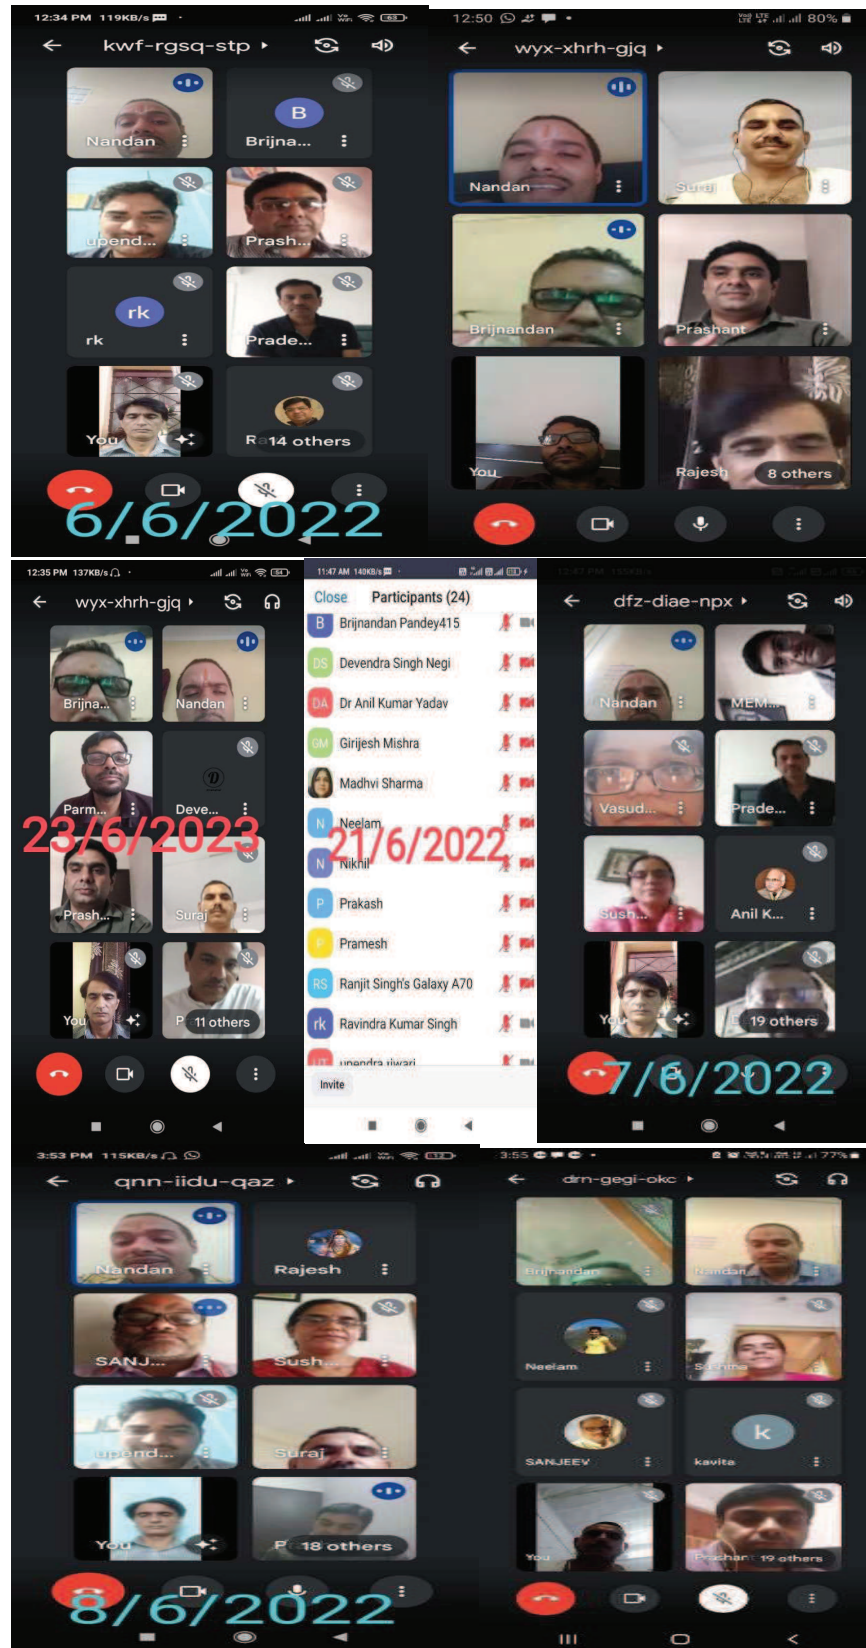 12:34 PM 119KB/s
63
kwf-rgsq-stp
Nandan
B
Brijna...
upend...
Prash...
rk
rk
Prade...
You
14 others
6/6/2022
12:50
80%
wyx-xhrh-gjq
Nandan
Suraj
Brijnandan
Prashant
You
Rajesh
8 others
12:35 PM 137KB/s
64
wyx-xhrh-gjq
Brijna...
Nandan
Parm...
D
Deve...
23/6/2023
Prash...
Suraj
You
P
11 others
11:47 AM 140KB/s
Close
Participants (24)
B Brijnandan Pandey415
DS Devendra Singh Negi
DA Dr Anil Kumar Yadav
GM Girijesh Mishra
Madhvi Sharma
N Neelam
21/6/2022
N Nikhil
P Prakash
P Pramesh
RS Ranjit Singh's Galaxy A70
rk Ravindra Kumar Singh
Invite
dfz-diae-npx
Nandan
MEM...
Vasud...
Prade...
Sush...
Anil K...
You
19 others
7/6/2022
3:53 PM 115KB/s
12
qnn-iidu-qaz
Nandan
Rajesh
SANJ...
Sush...
upend...
Suraj
You
P
18 others
8/6/2022
3:55
77%
drn-gegi-okc
Brijnandan
Nandan
Neelam
Sushma
SANJEEV
k
kavita
You
Prashan
19 others